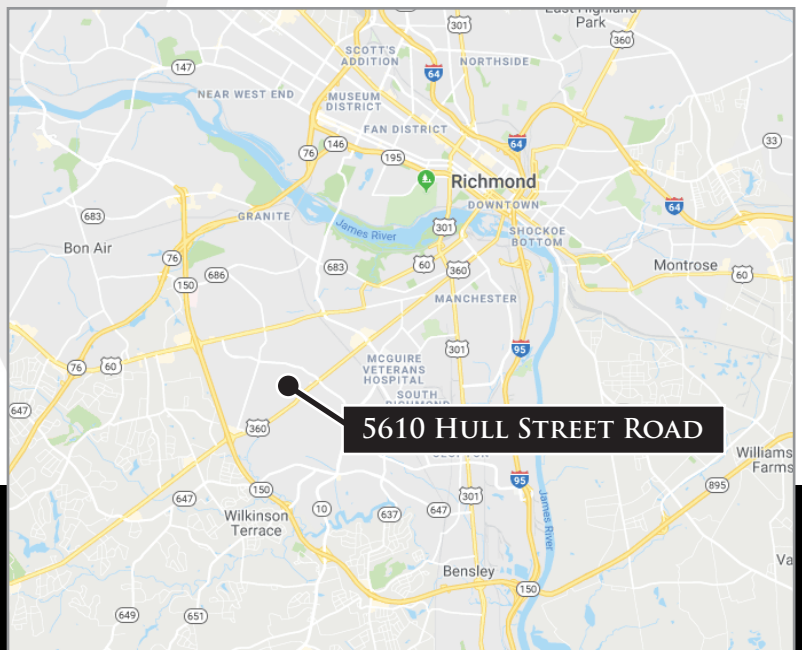 East Highland
Park
301
360
SCOTT'S
ADDITION
NORTHSIDE
147
64
NEAR WEST END
MUSEUM
DISTRICT
FAN DISTRICT
64
33
146
76
195
Richmond
DOWNTOWN
64
683
GRANITE
James River
301
SHOCKOE
BOTTOM
Bon Air
76
686
683
60
360
Montrose
60
150
MANCHESTER
301
95
MCGUIRE
VETERANS
HOSPITAL
76
60
SOUTH
647
5610 HULL STREET ROAD
360
Williams
Farms
95
150
647
301
895
10
637
647
James River
Wilkinson
Terrace
Bensley
150
Va
649
651